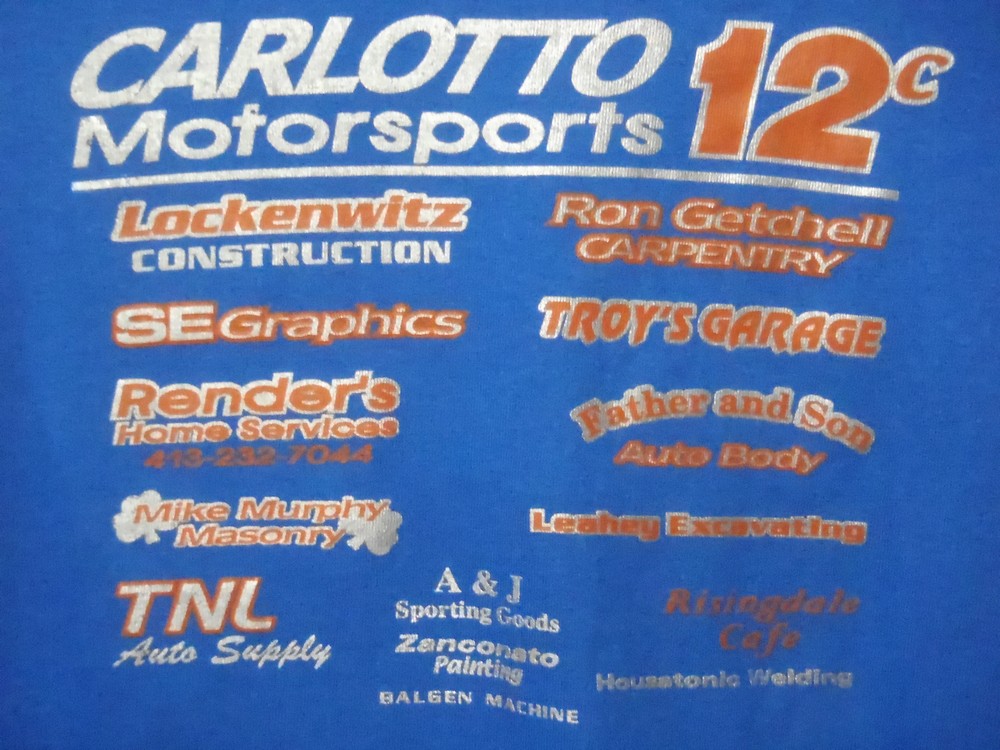 CARLOTTO 12c
Motorsports
Lockenwitz
CONSTRUCTION
Ron Getchell
CARPENTRY
SE Graphics
TROY'S GARAGE
Render's
Home Services
413-232-7044
Father and Son
Auto Body
Mike Murphy
Masonry
Leahey Excavating
TNL
Auto Supply
A & J
Sporting Goods
Zanconato
Painting
BALGEN MACHINE
Risingdale
Cafe
Housatonic Welding